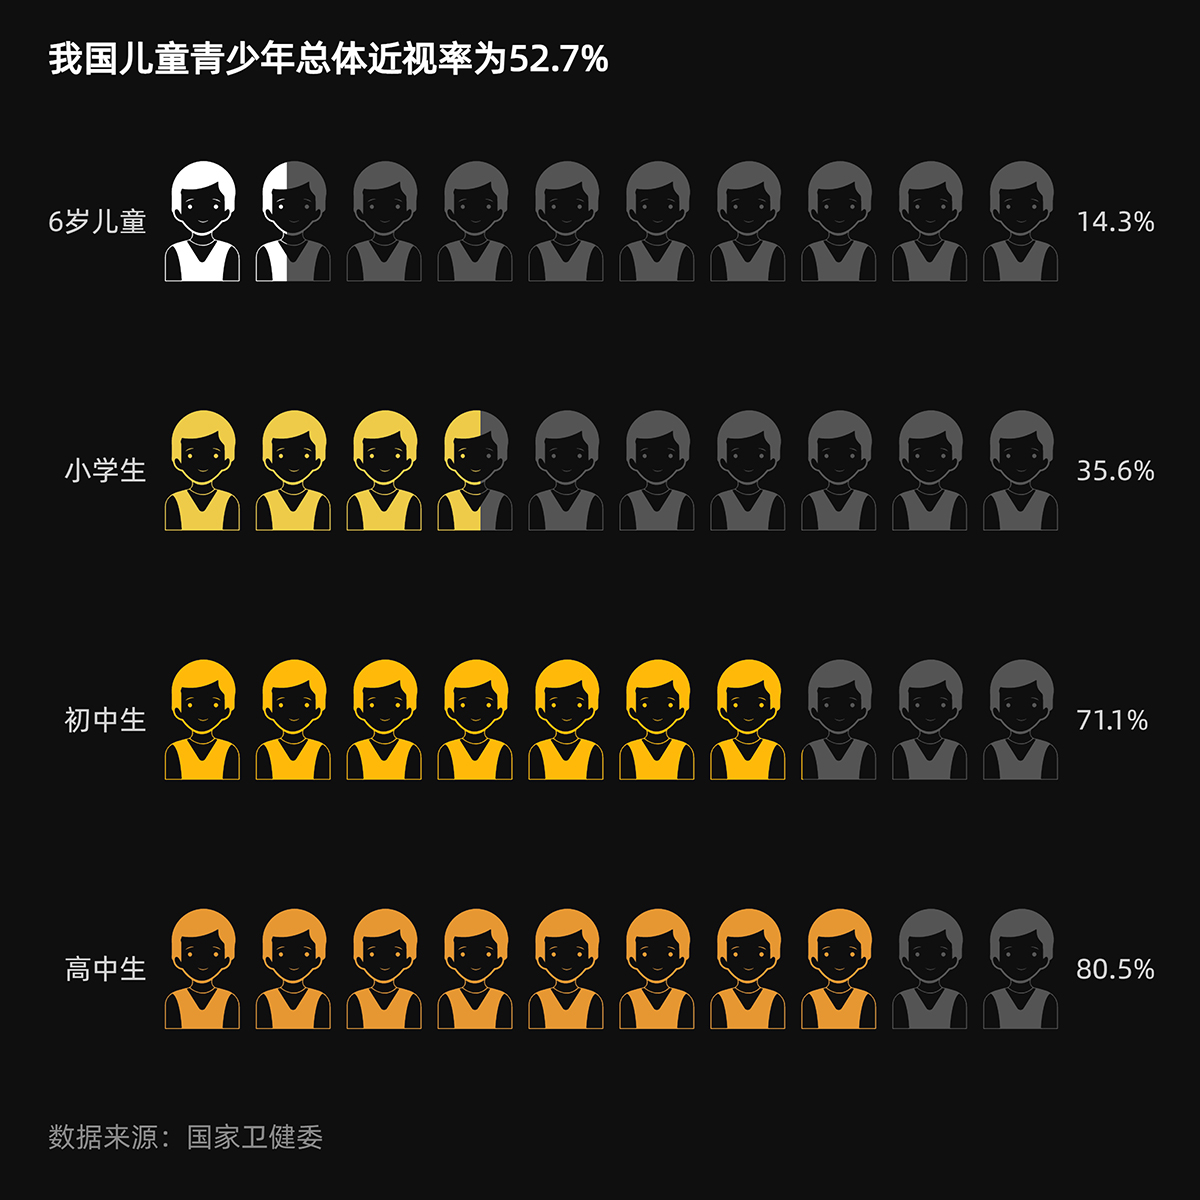 我国儿童青少年总体近视率为52.7%
6岁儿童 14.3%
小学生 35.6%
初中生 71.1%
高中生 80.5%
数据来源：国家卫健委